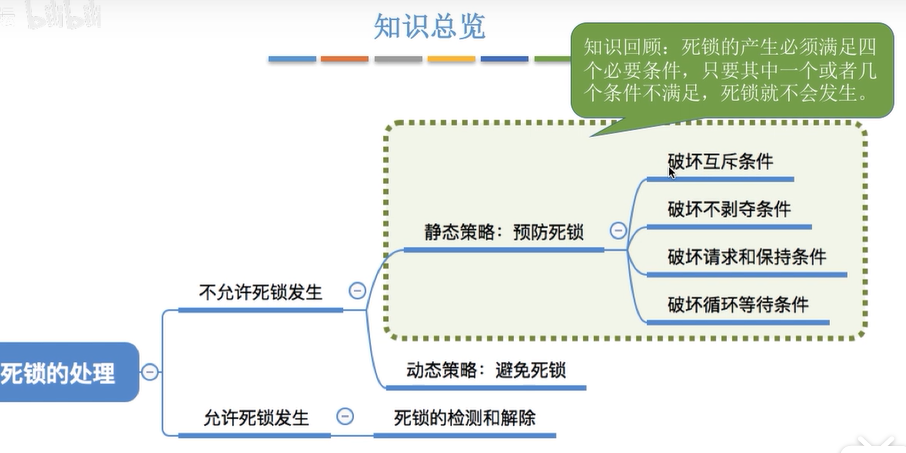 bilibili
知识总览
知识回顾：死锁的产生必须满足四
个必要条件，只要其中一个或者几
个条件不满足，死锁就不会发生。
破坏互斥条件
破坏不剥夺条件
静态策略：预防死锁
破坏请求和保持条件
不允许死锁发生
破坏循环等待条件
死锁的处理
动态策略：避免死锁
允许死锁发生
死锁的检测和解除